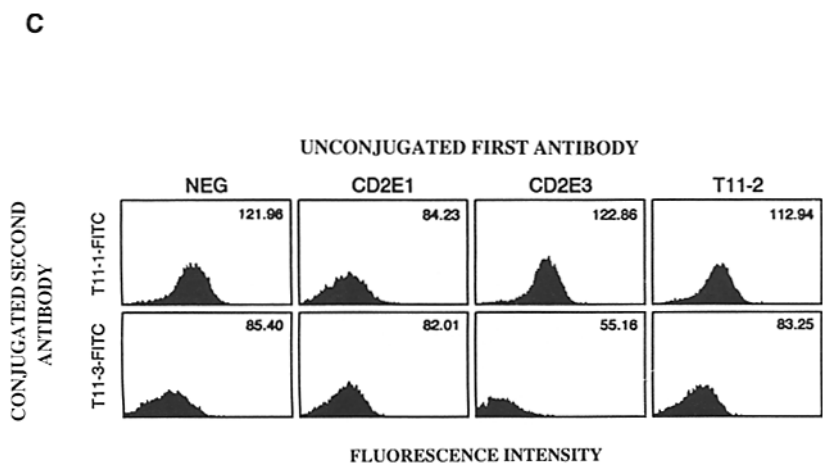 C
UNCONJUGATED FIRST ANTIBODY
NEG CD2E1 CD2E3 T11-2
CONJUGATED SECOND
ANTIBODY
T11-1-FITC
121.96 84.23 122.86 112.94
T11-3-FITC
85.40 82.01 55.16 83.25
FLUORESCENCE INTENSITY